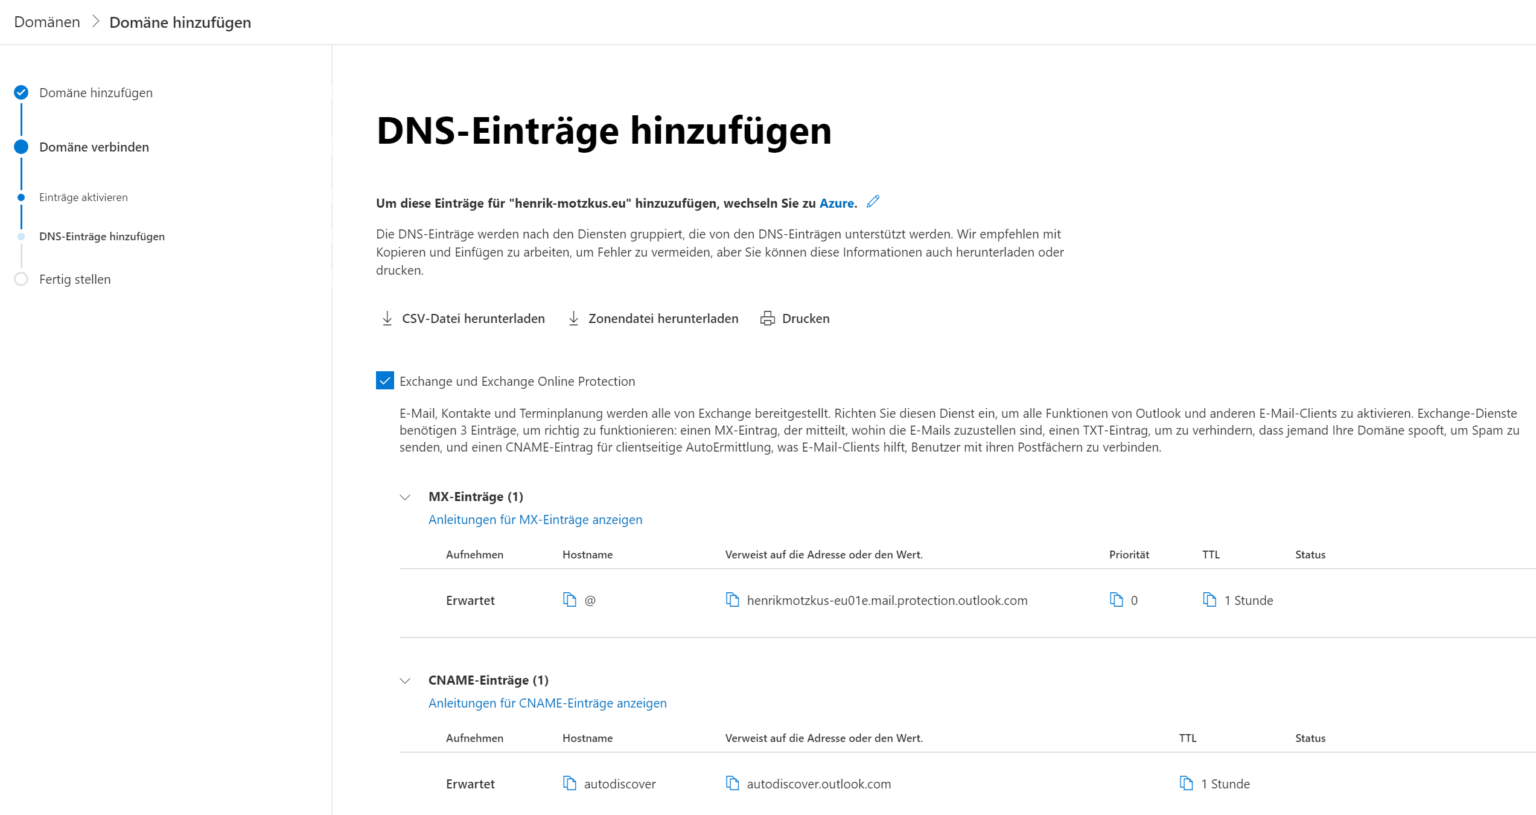 Domänen > Domäne hinzufügen
Domäne hinzufügen
Domäne verbinden
Einträge aktivieren
DNS-Einträge hinzufügen
Fertig stellen
DNS-Einträge hinzufügen
Um diese Einträge für "henrik-motzkus.eu" hinzuzufügen, wechseln Sie zu Azure.
Die DNS-Einträge werden nach den Diensten gruppiert, die von den DNS-Einträgen unterstützt werden. Wir empfehlen mit
Kopieren und Einfügen zu arbeiten, um Fehler zu vermeiden, aber Sie können diese Informationen auch herunterladen oder
drucken.
CSV-Datei herunterladen Zonendatei herunterladen Drucken
Exchange und Exchange Online Protection
E-Mail, Kontakte und Terminplanung werden alle von Exchange bereitgestellt. Richten Sie diesen Dienst ein, um alle Funktionen von Outlook und anderen E-Mail-Clients zu aktivieren. Exchange-Dienste
benötigen 3 Einträge, um richtig zu funktionieren: einen MX-Eintrag, der mitteilt, wohin die E-Mails zuzustellen sind, einen TXT-Eintrag, um zu verhindern, dass jemand Ihre Domäne spooft, um Spam zu
senden, und einen CNAME-Eintrag für clientseitige AutoErmittlung, was E-Mail-Clients hilft, Benutzer mit ihren Postfächern zu verbinden.
MX-Einträge (1)
Anleitungen für MX-Einträge anzeigen
Aufnehmen Hostname Verweist auf die Adresse oder den Wert. Priorität TTL Status
Erwartet @ henrikmotzkus-eu01e.mail.protection.outlook.com 0 1 Stunde
CNAME-Einträge (1)
Anleitungen für CNAME-Einträge anzeigen
Aufnehmen Hostname Verweist auf die Adresse oder den Wert. TTL Status
Erwartet autodiscover autodiscover.outlook.com 1 Stunde